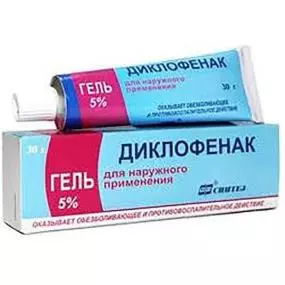 ГЕЛЬ
5%
ДИКЛОФЕНАК
для наружного применения
30 г
ОКАЗЫВАЕТ ОБЕЗБОЛИВАЮЩЕЕ
И ПРОТИВОВОСПАЛИТЕЛЬНОЕ ДЕЙСТВИЕ
30 г
ГЕЛЬ
5%
ДИКЛОФЕНАК
для наружного
применения
СИНТЕЗ
ОКАЗЫВАЕТ ОБЕЗБОЛИВАЮЩЕЕ И ПРОТИВОВОСПАЛИТЕЛЬНОЕ ДЕЙСТВИЕ